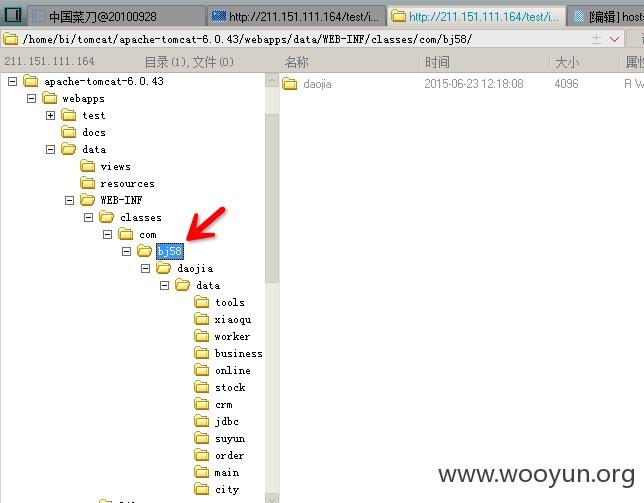 中国菜刀@20100928
http://211.151.111.164/test/i...
http://211.151.111.164/test/i...
[编辑] host
/home/bi/tomcat/apache-tomcat-6.0.43/webapps/data/WEB-INF/classes/com/bj58/
211.151.111.164 目录(1),文件(0) 名称 时间 大小 属性
apache-tomcat-6.0.43
daojia 2015-06-23 12:18:08 4096 R W
webapps
test
docs
data
views
resources
WEB-INF
classes
com
bj58
daojia
data
tools
xiaoqu
worker
business
online
stock
crm
jdbc
suyun
order
main
city
www.wooyun.org